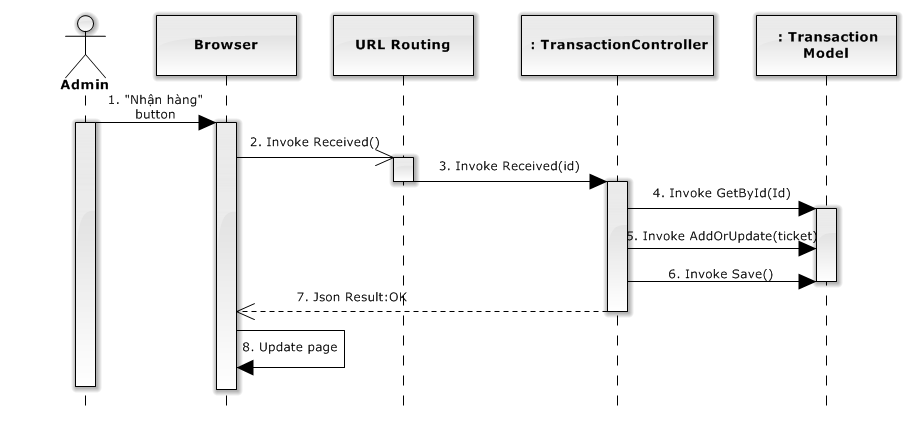 Browser
URL Routing
: TransactionController
: Transaction
Model
Admin
1. "Nhận hàng"
button
2. Invoke Received()
3. Invoke Received(id)
4. Invoke GetById(Id)
5. Invoke AddOrUpdate(ticket)
6. Invoke Save()
7. Json Result:OK
8. Update page